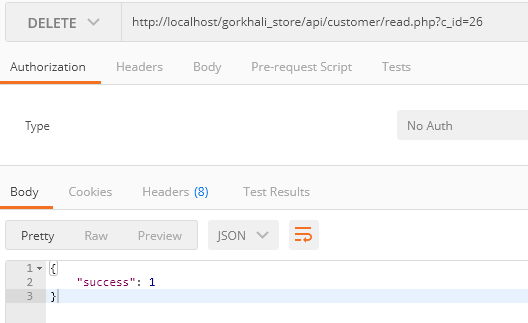 DELETE http://localhost/gorkhali_store/api/customer/read.php?c_id=26
Authorization Headers Body Pre-request Script Tests
Type No Auth
Body Cookies Headers (8) Test Results
Pretty Raw Preview JSON
1 {
2 "success": 1
3 }